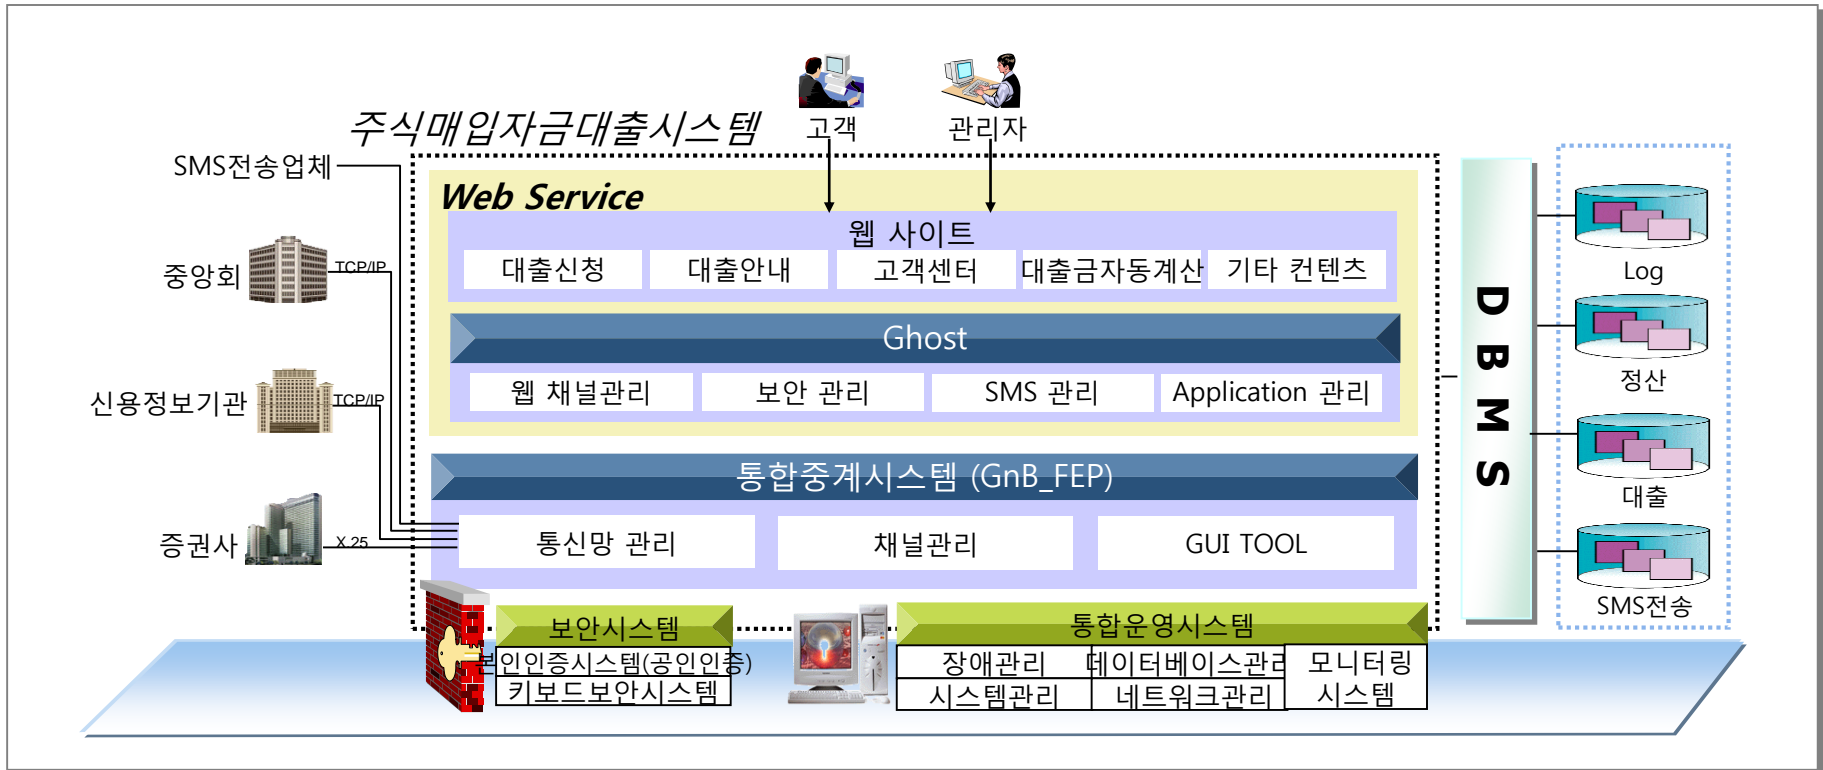 고객
관리자
주식매입자금대출시스템
SMS전송업체
중앙회
TCP/IP
신용정보기관
TCP/IP
증권사
X.25
Web Service
웹 사이트
대출신청
대출안내
고객센터
대출금자동계산
기타 컨텐츠
Ghost
웹 채널관리
보안 관리
SMS 관리
Application 관리
통합중계시스템 (GnB_FEP)
통신망 관리
채널관리
GUI TOOL
보안시스템
본인인증시스템(공인인증)
키보드보안시스템
통합운영시스템
장애관리
데이터베이스관리
모니터링
시스템
시스템관리
네트워크관리
DBMS
Log
정산
대출
SMS전송